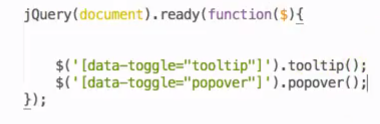 jQuery(document).ready(function($){
$('[data-toggle="tooltip"]').tooltip();
$('[data-toggle="popover"]').popover();
});